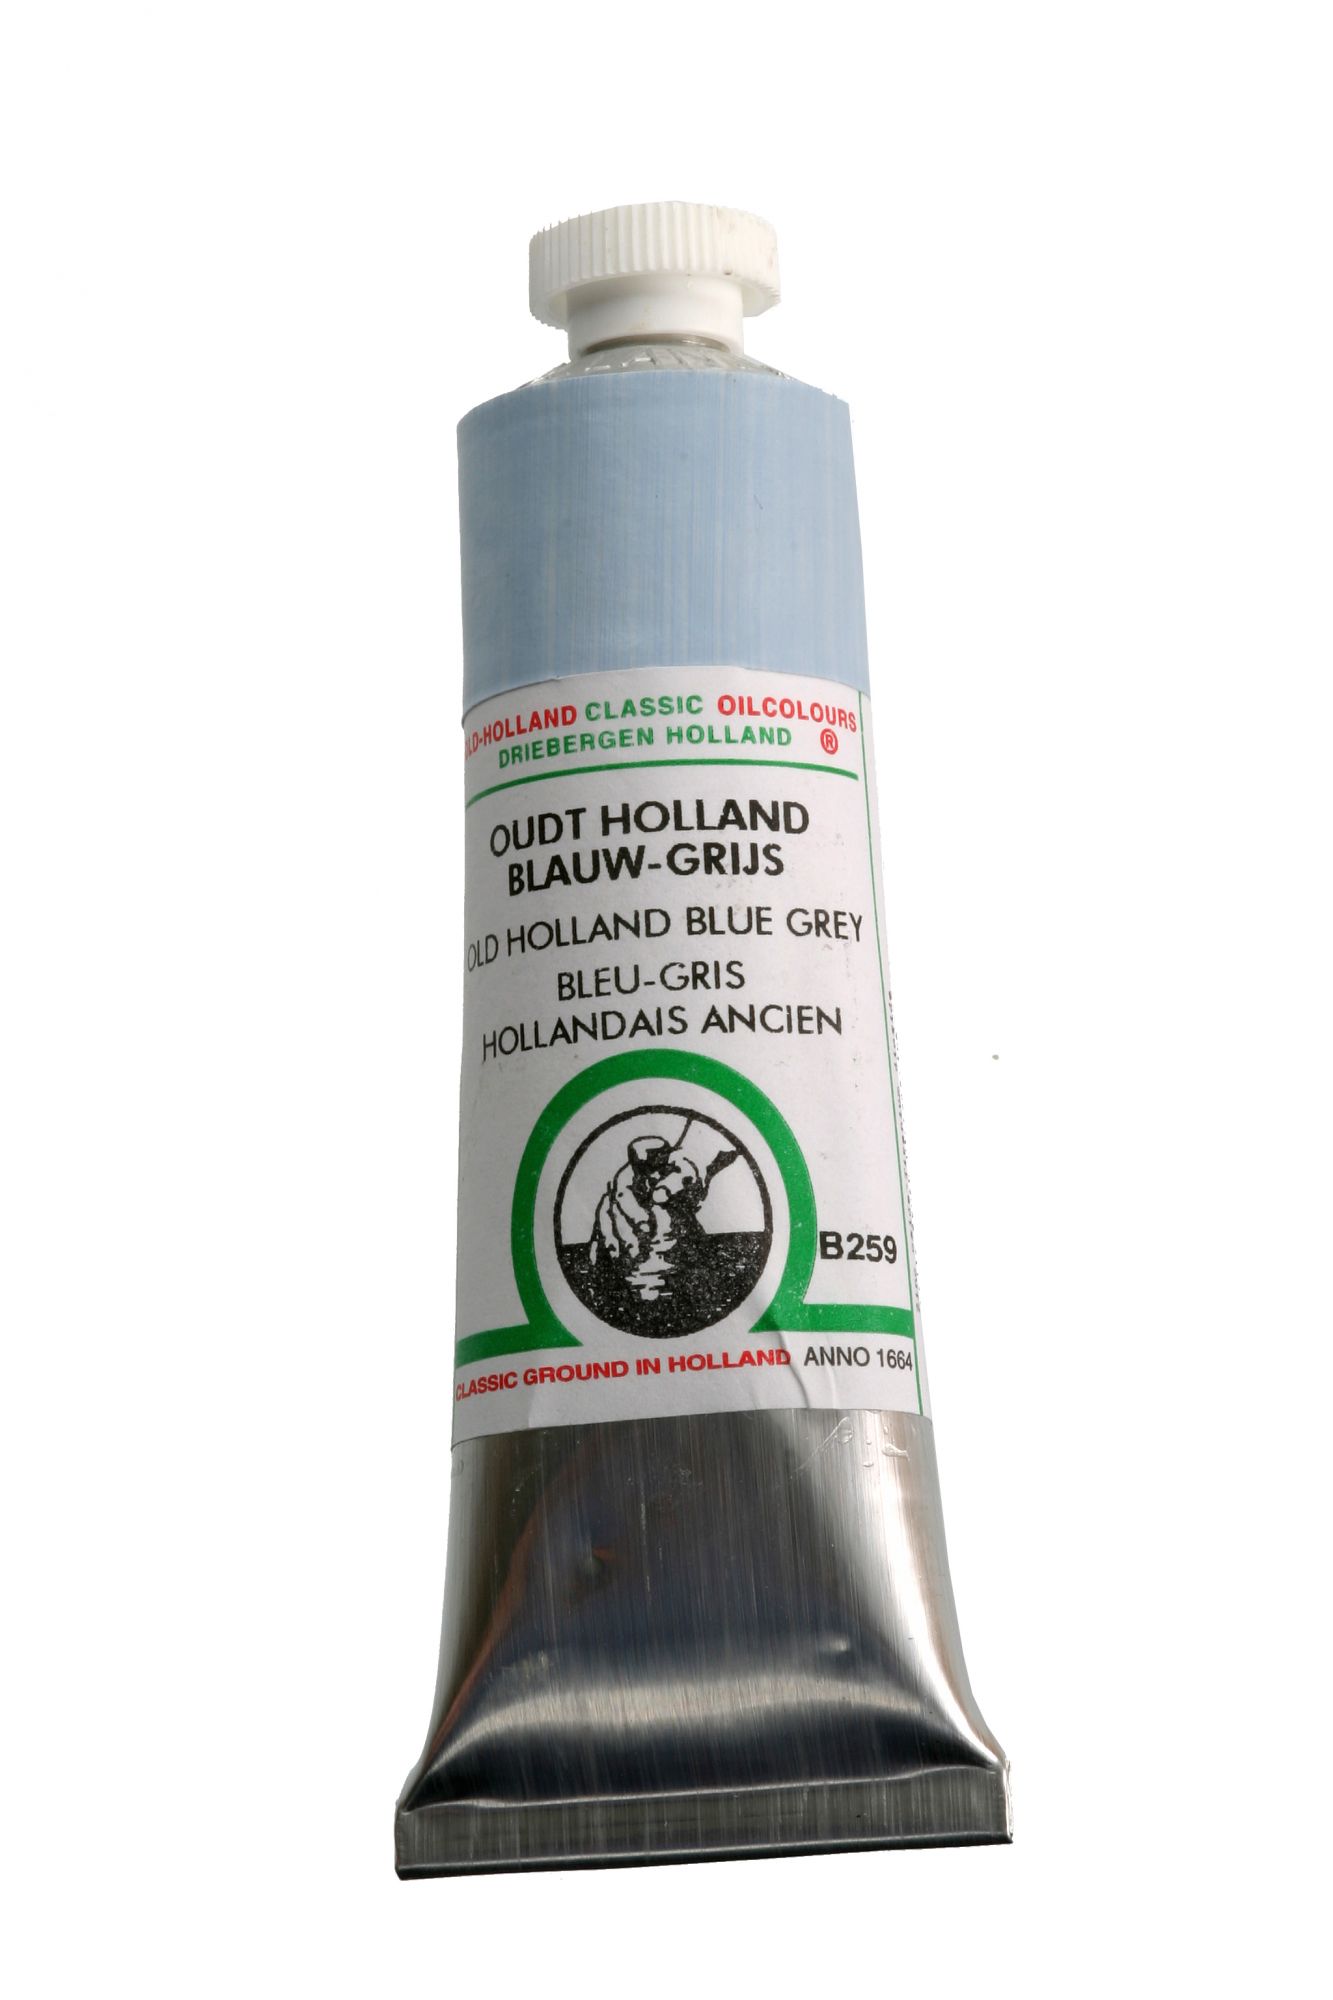 OLD-HOLLAND CLASSIC OILCOLOURS
DRIEBERGEN HOLLAND ®
OUDT HOLLAND
BLAUW-GRIJS
OLD HOLLAND BLUE GREY
BLEU-GRIS
HOLLANDAIS ANCIEN
B259
CLASSIC GROUND IN HOLLAND ANNO 1664